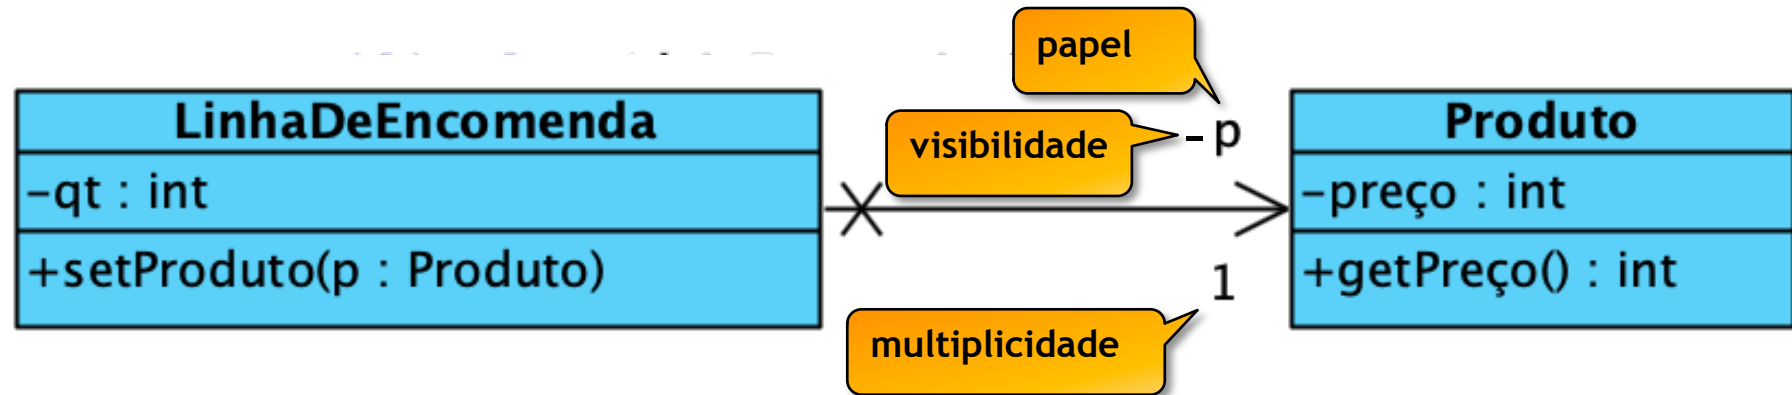 papel
LinhaDeEncomenda
Produto
visibilidade
-p
-qt : int
-preço : int
+setProduto(p : Produto)
+getPreço() : int
1
multiplicidade